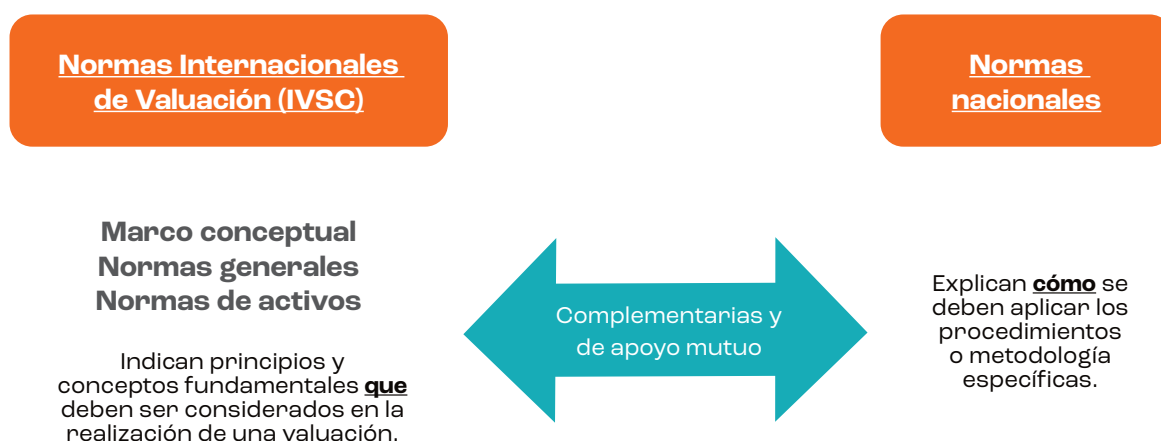 Normas Internacionales
de Valuación (IVSC)
Normas
nacionales
Marco conceptual
Normas generales
Normas de activos
Indican principios y
conceptos fundamentales que
deben ser considerados en la
realización de una valuación.
Complementarias y
de apoyo mutuo
Explican cómo se
deben aplicar los
procedimientos
o metodología
específicas.